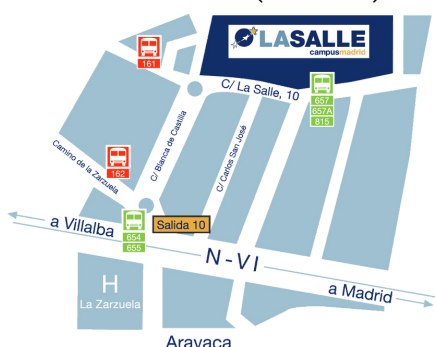 LASALLE
campusmadrid
161
C/ La Salle, 10
657
657A
815
C/ Blanca de Castilla
C/ Carlos San José
Camino de la Zarzuela
162
a Villalba
654
655
Salida 10
N-VI
a Madrid
H
La Zarzuela
Aravaca